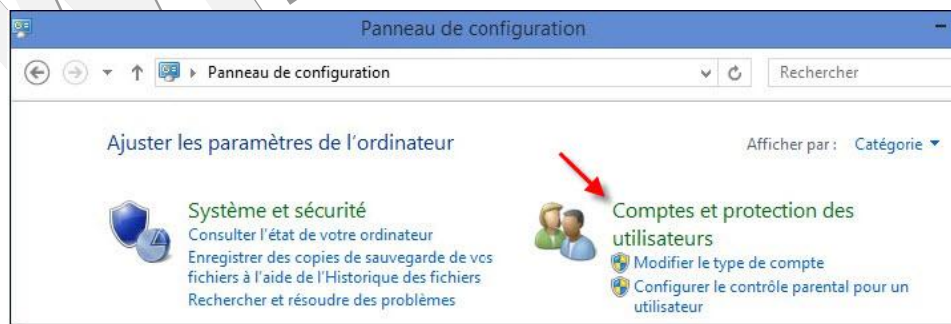 Panneau de configuration
Panneau de configuration
Rechercher
Ajuster les paramètres de l'ordinateur
Afficher par : Catégorie
Système et sécurité
Consulter l'état de votre ordinateur
Enregistrer des copies de sauvegarde de vos
fichiers à l'aide de l'Historique des fichiers
Rechercher et résoudre des problèmes
Comptes et protection des
utilisateurs
Modifier le type de compte
Configurer le contrôle parental pour un
utilisateur